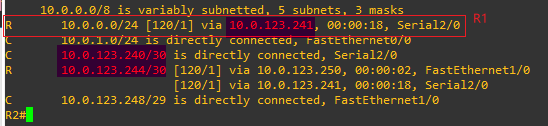 10.0.0.0/8 is variably subnetted, 5 subnets, 3 masks
R 10.0.0.0/24 [120/1] via 10.0.123.241, 00:00:18, Serial2/0 R1
C 10.0.1.0/24 is directly connected, FastEthernet0/0
C 10.0.123.240/30 is directly connected, Serial2/0
R 10.0.123.244/30 [120/1] via 10.0.123.250, 00:00:02, FastEthernet1/0
[120/1] via 10.0.123.241, 00:00:18, Serial2/0
C 10.0.123.248/29 is directly connected, FastEthernet1/0
R2#